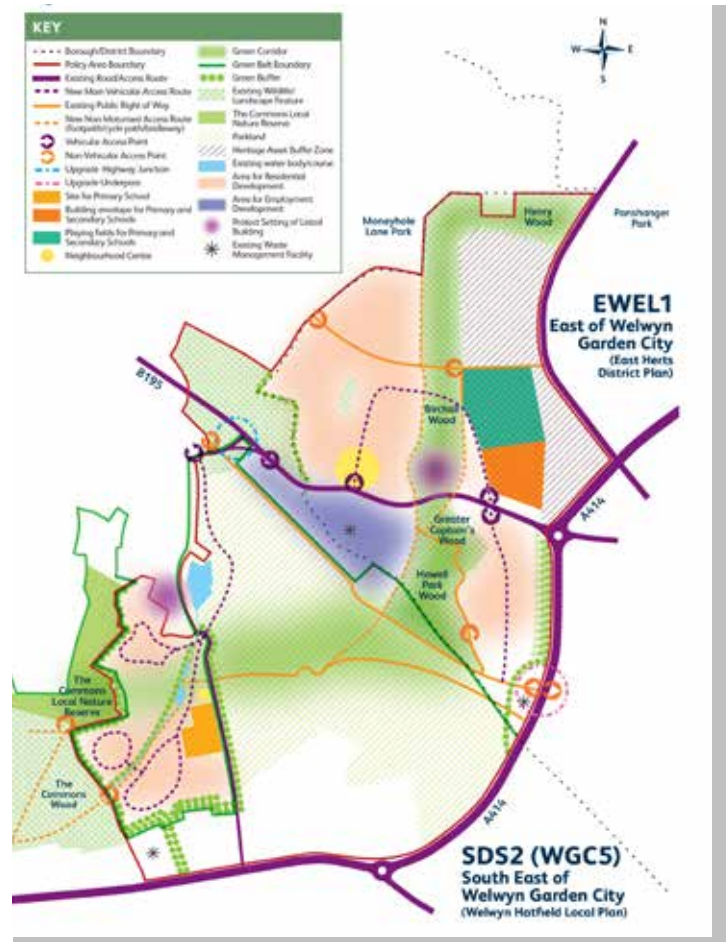 KEY
Borough/District Boundary
Policy Area Boundary
Existing Road/Access Route
New Main Vehicular Access Route
Existing Public Right of Way
New Non Motorised Access Route
(footpath/cycle path/bridleway)
Vehicular Access Point
Non-Vehicular Access Point
Upgrade Highway Junction
Upgrade Underpass
Site for Primary School
Building envelope for Primary and
Secondary Schools
Playing fields for Primary and
Secondary Schools
Neighbourhood Centre
Green Corridor
Green Belt Boundary
Green Buffer
Existing Wildlife/
Landscape Feature
The Commons Local
Nature Reserve
Parkland
Heritage Asset Buffer Zone
Existing water body/course
Area for Residential
Development
Area for Employment
Development
Protect Setting of Listed
Building
Existing Waste
Management Facility
N
W
E
S
Moneyhole
Lane Park
Henry
Wood
Panshanger
Park
EWEL1
East of Welwyn
Garden City
(East Herts
District Plan)
B195
Birchall
Wood
A414
Greater
Captain's
Wood
Howell
Park
Wood
The
Commons
Local Nature
Reserve
The
Commons
Wood
A414
SDS2 (WGC5)
South East of
Welwyn Garden City
(Welwyn Hatfield Local Plan)